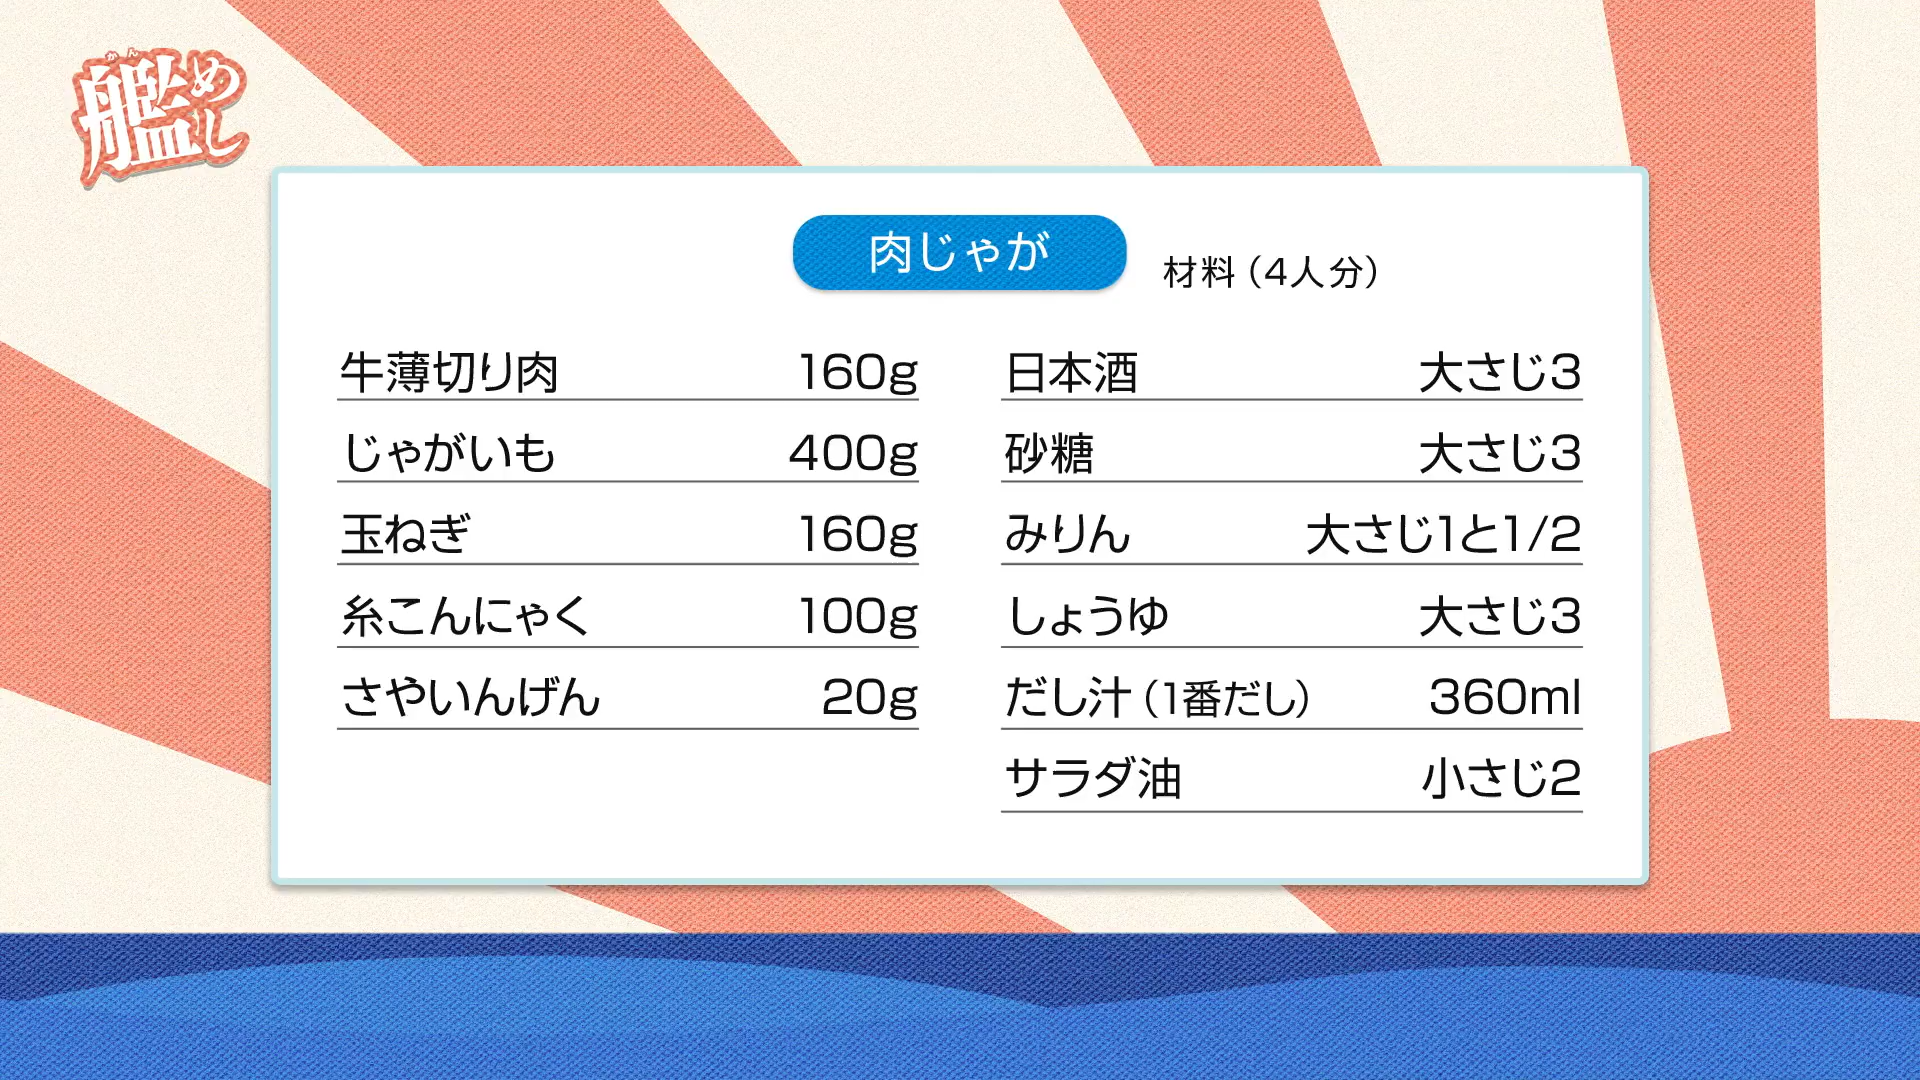 かん
艦めし
肉じゃが
材料（4人分）
牛薄切り肉 160g
じゃがいも 400g
玉ねぎ 160g
糸こんにゃく 100g
さやいんげん 20g
日本酒 大さじ3
砂糖 大さじ3
みりん 大さじ1と1/2
しょうゆ 大さじ3
だし汁（1番だし） 360ml
サラダ油 小さじ2